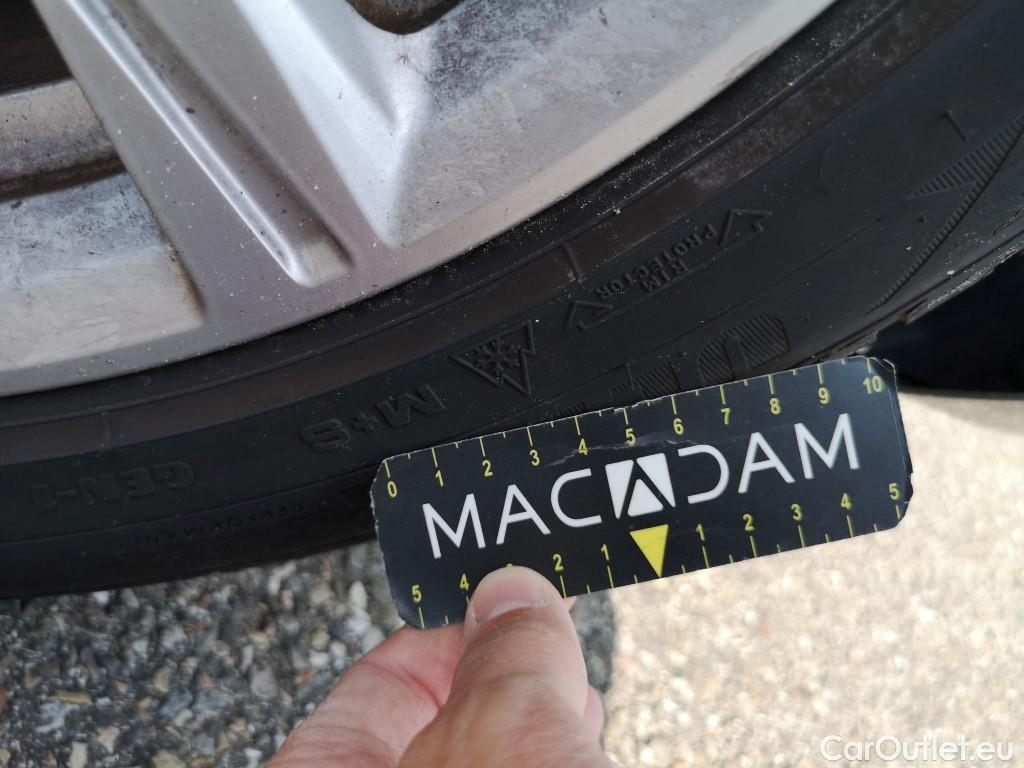 RIM
PROTECTOR
M+S
GEN-1
PERFORMANCE
0 1 2 3 4 5 6 7 8 9 10
MACADAM
5 4 3 2 1 1 2 3 4 5
CarOutlet.eu